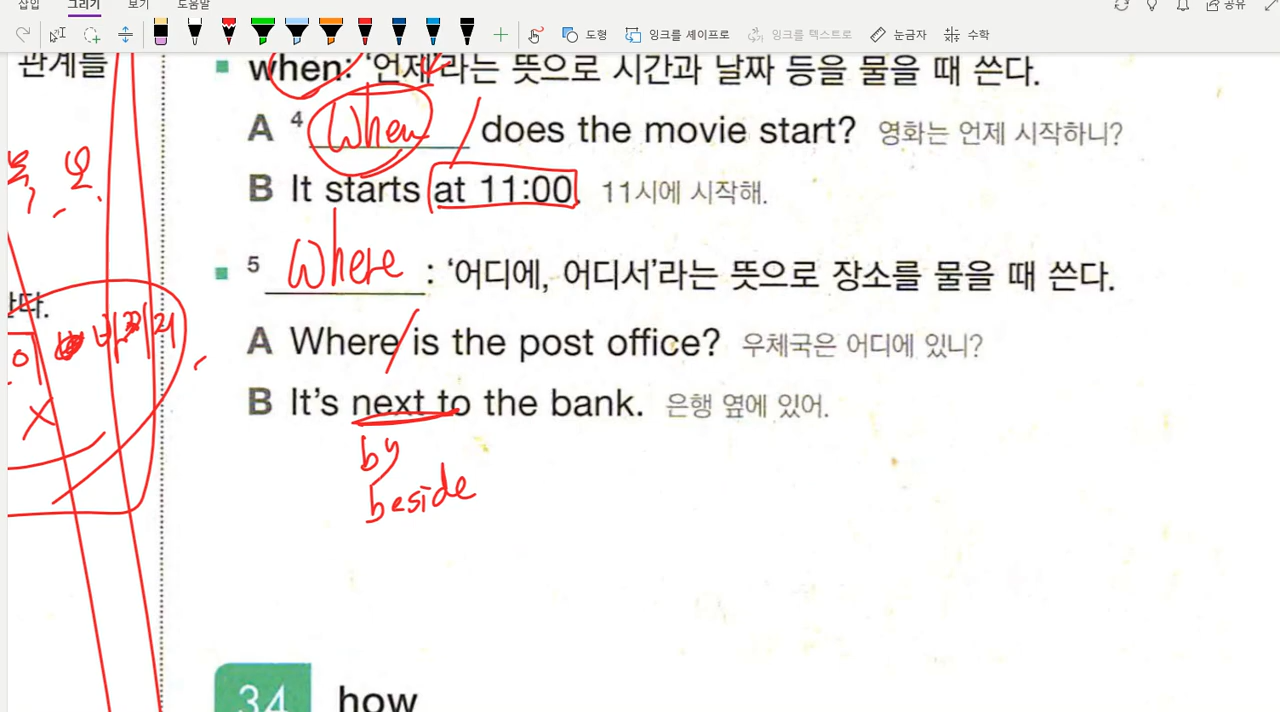 삽입 그리기 보기 도움말 공유
도형 잉크를 셰이프로 잉크를 텍스트로 눈금자 수학
관계를
when: ‘언제’라는 뜻으로 시간과 날짜 등을 물을 때 쓴다.
A 4 When does the movie start? 영화는 언제 시작하니?
B It starts at 11:00. 11시에 시작해.
5 Where : ‘어디에, 어디서’라는 뜻으로 장소를 물을 때 쓴다.
A Where is the post office? 우체국은 어디에 있니?
B It’s next to the bank. 은행 옆에 있어.
by
beside
34 how